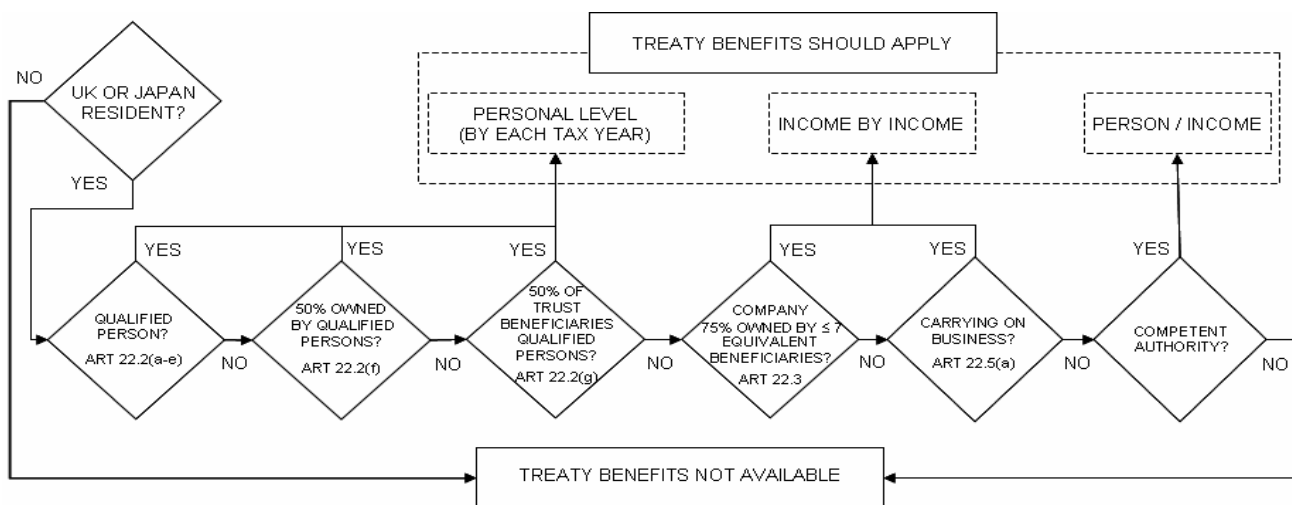 TREATY BENEFITS SHOULD APPLY
NO
UK OR JAPAN
RESIDENT?
PERSONAL LEVEL
(BY EACH TAX YEAR)
INCOME BY INCOME
PERSON / INCOME
YES
YES
YES
YES
YES
YES
YES
QUALIFIED
PERSON?
ART 22.2(a-e)
NO
50% OWNED
BY QUALIFIED
PERSONS?
ART 22.2(f)
NO
50% OF
TRUST
BENEFICIARIES
QUALIFIED
PERSONS?
ART 22.2(g)
NO
COMPANY
75% OWNED BY ≤ 7
EQUIVALENT
BENEFICIARIES?
ART 22.3
NO
CARRYING ON
BUSINESS?
ART 22.5(a)
NO
COMPETENT
AUTHORITY?
NO
TREATY BENEFITS NOT AVAILABLE